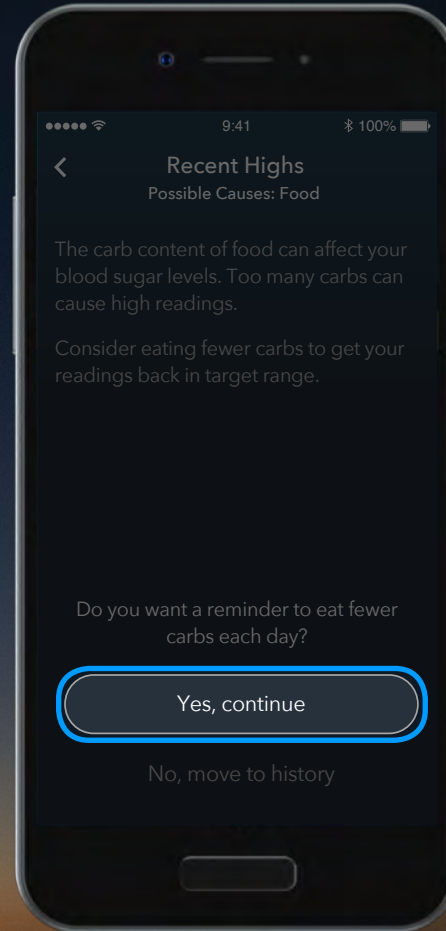 9:41
100%
Recent Highs
Possible Causes: Food
The carb content of food can affect your
blood sugar levels. Too many carbs can
cause high readings.
Consider eating fewer carbs to get your
readings back in target range.
Do you want a reminder to eat fewer
carbs each day?
Yes, continue
No, move to history